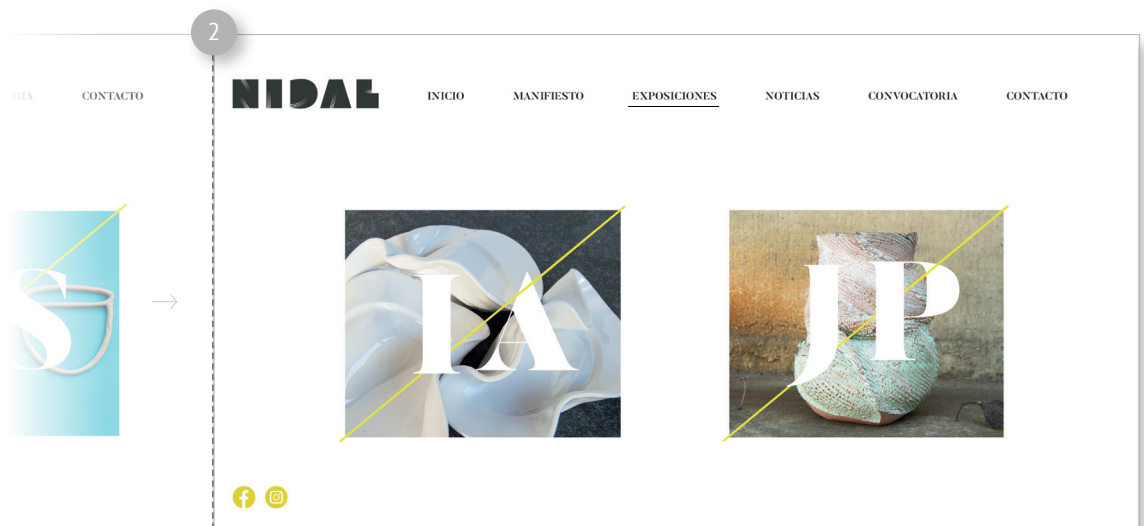 2
CONTACTO
NIDAL
INICIO MANIFIESTO EXPOSICIONES NOTICIAS CONVOCATORIA CONTACTO
S
IA
JP